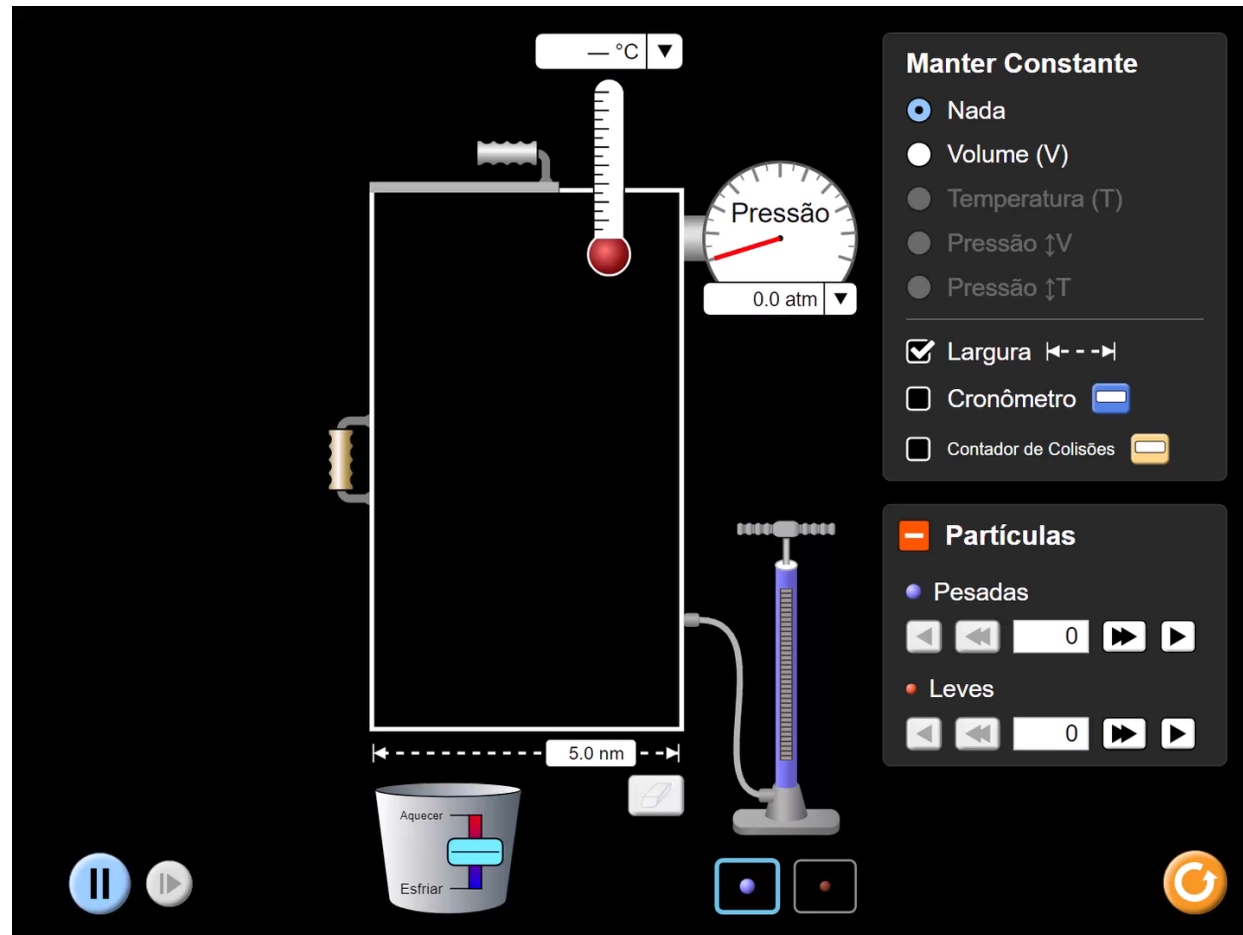 — °C
Pressão
0.0 atm
5.0 nm
Aquecer
Esfriar
Manter Constante
Nada
Volume (V)
Temperatura (T)
Pressão ↕V
Pressão ↕T
Largura
Cronômetro
Contador de Colisões
Partículas
Pesadas
0
Leves
0